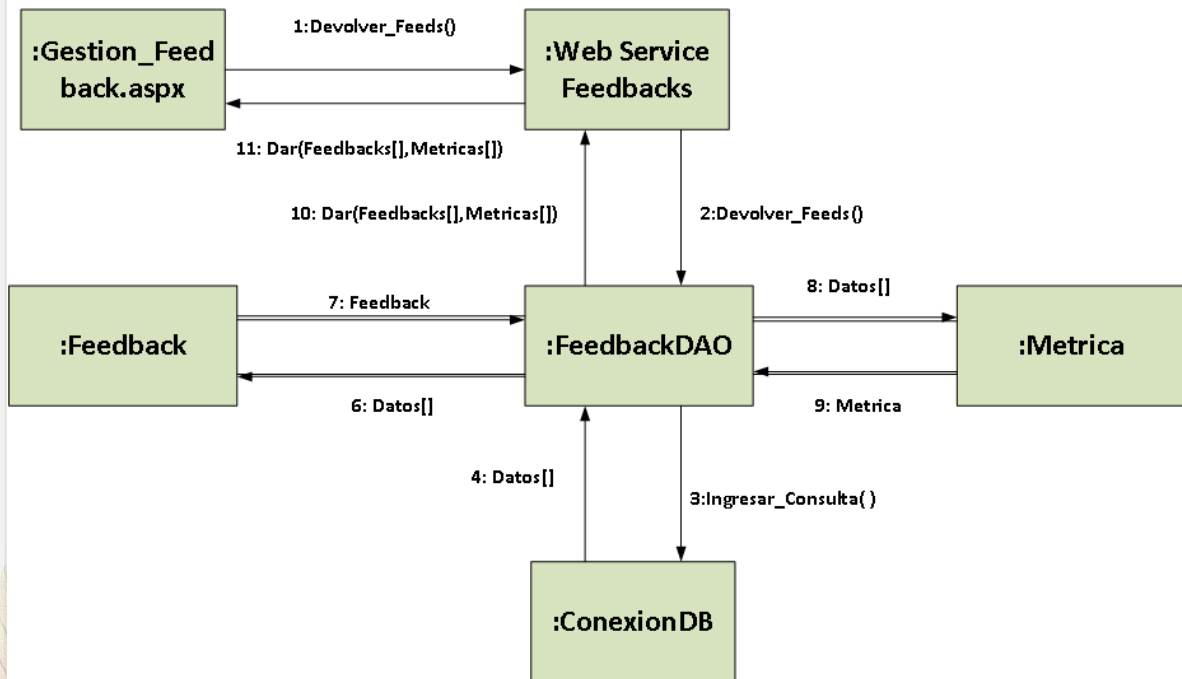 1:Devolver_Feeds()
:Gestion_Feed
back.aspx
:Web Service
Feedbacks
11: Dar(Feedbacks[],Metricas[])
10: Dar(Feedbacks[],Metricas[])
2:Devolver_Feeds()
7: Feedback
8: Datos[]
:Feedback
:FeedbackDAO
:Metrica
6: Datos[]
9: Metrica
4: Datos[]
3:Ingresar_Consulta( )
:ConexionDB